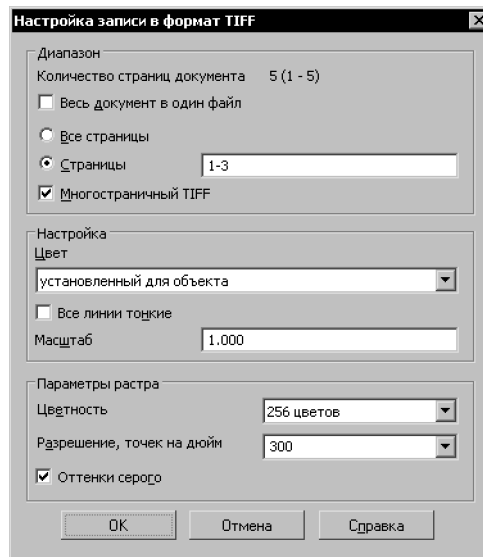 Настройка записи в формат TIFF
Диапазон
Количество страниц документа 5 (1 - 5)
Весь документ в один файл
Все страницы
Страницы 1-3
Многостраничный TIFF
Настройка
Цвет
установленный для объекта
Все линии тонкие
Масштаб 1.000
Параметры растра
Цветность 256 цветов
Разрешение, точек на дюйм 300
Оттенки серого
OK Отмена Справка